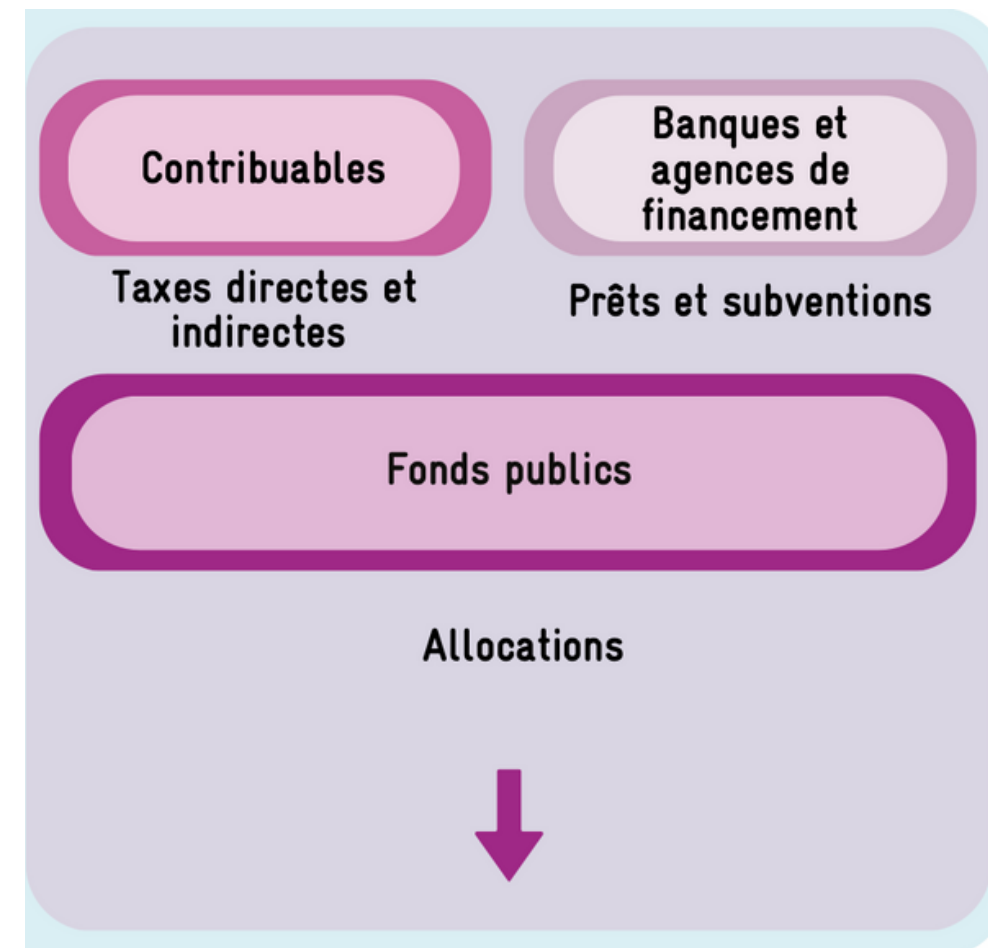 Contribuables
Banques et
agences de
financement
Taxes directes et
indirectes
Prêts et subventions
Fonds publics
Allocations